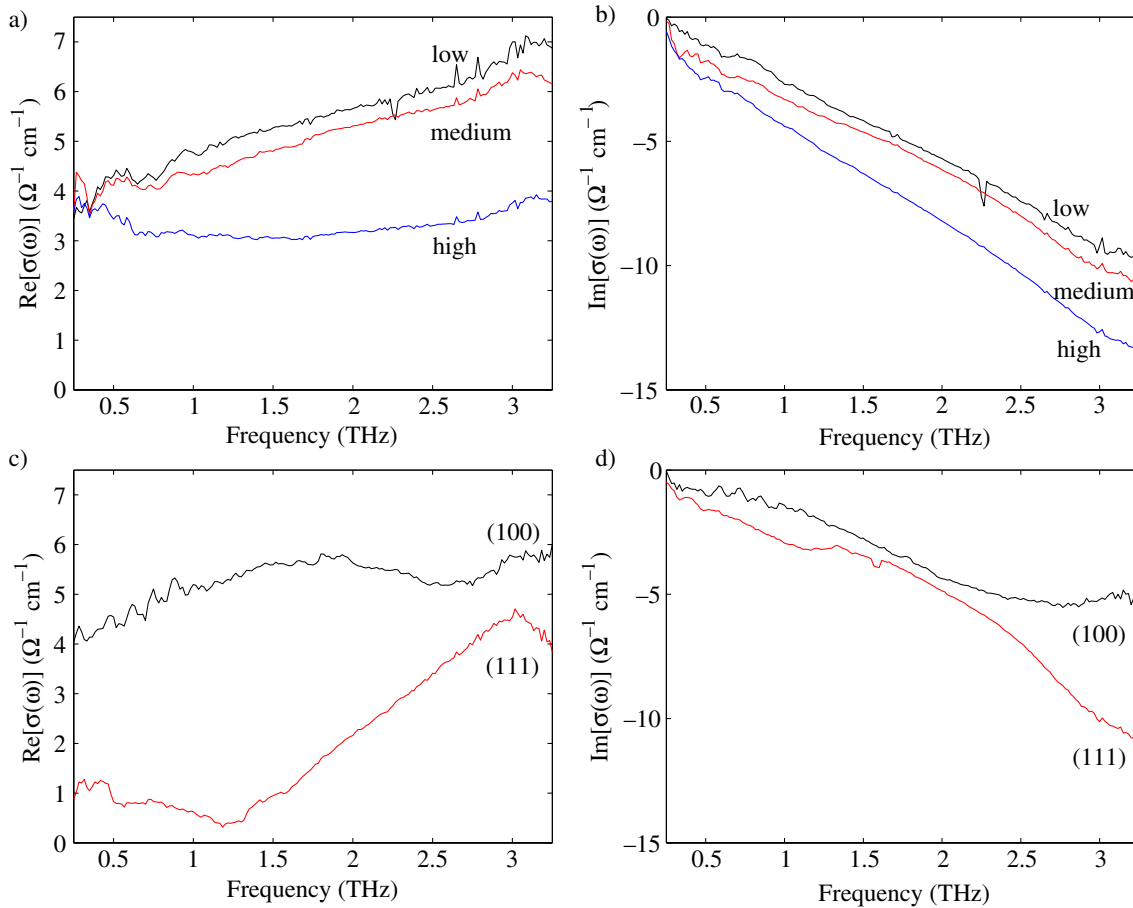 a)
7
6
5
4
3
2
1
0
Re[σ(ω)] (Ω⁻¹ cm⁻¹)
low
medium
high
0.5 1 1.5 2 2.5 3
Frequency (THz)
b)
0
−5
−10
−15
Im[σ(ω)] (Ω⁻¹ cm⁻¹)
low
medium
high
0.5 1 1.5 2 2.5 3
Frequency (THz)
c)
7
6
5
4
3
2
1
0
Re[σ(ω)] (Ω⁻¹ cm⁻¹)
(100)
(111)
0.5 1 1.5 2 2.5 3
Frequency (THz)
d)
0
−5
−10
−15
Im[σ(ω)] (Ω⁻¹ cm⁻¹)
(100)
(111)
0.5 1 1.5 2 2.5 3
Frequency (THz)